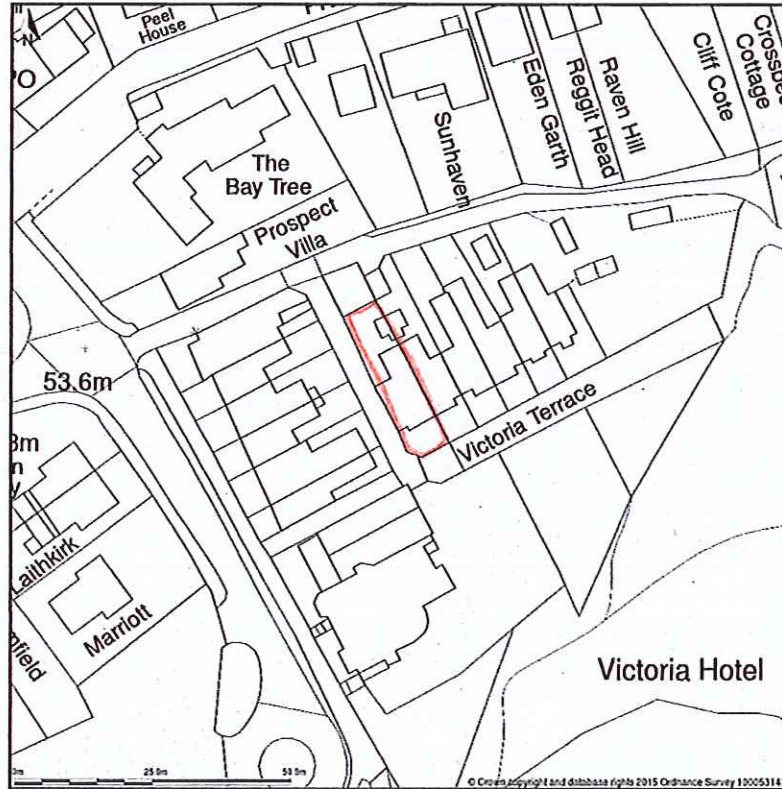 Peel
House
N
The
Bay Tree
Prospect
Villa
Sunhaven
Eden Garth
Reggit Head
Raven Hill
Cliff Cote
Cottage
53.6m
Victoria Terrace
Laithkirk
Marriott
Victoria Hotel
0m
25.0m
50.0m
© Crown copyright and database rights 2015 Ordnance Survey